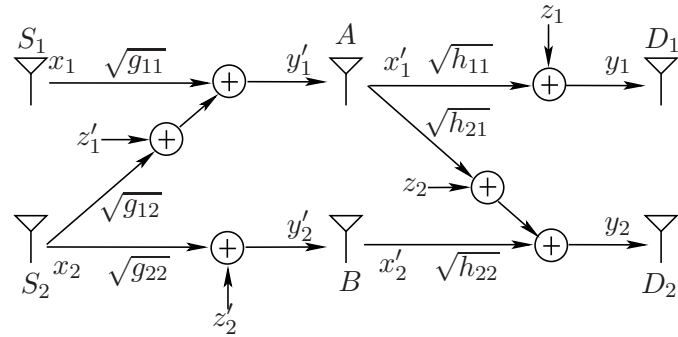 z₁
S₁ x₁ √g₁₁ y′₁ A x′₁ √h₁₁ y₁ D₁
z′₁ √h₂₁
√g₁₂ z₂
x₂ √g₂₂ y′₂ x′₂ √h₂₂ y₂
S₂ B D₂
z′₂